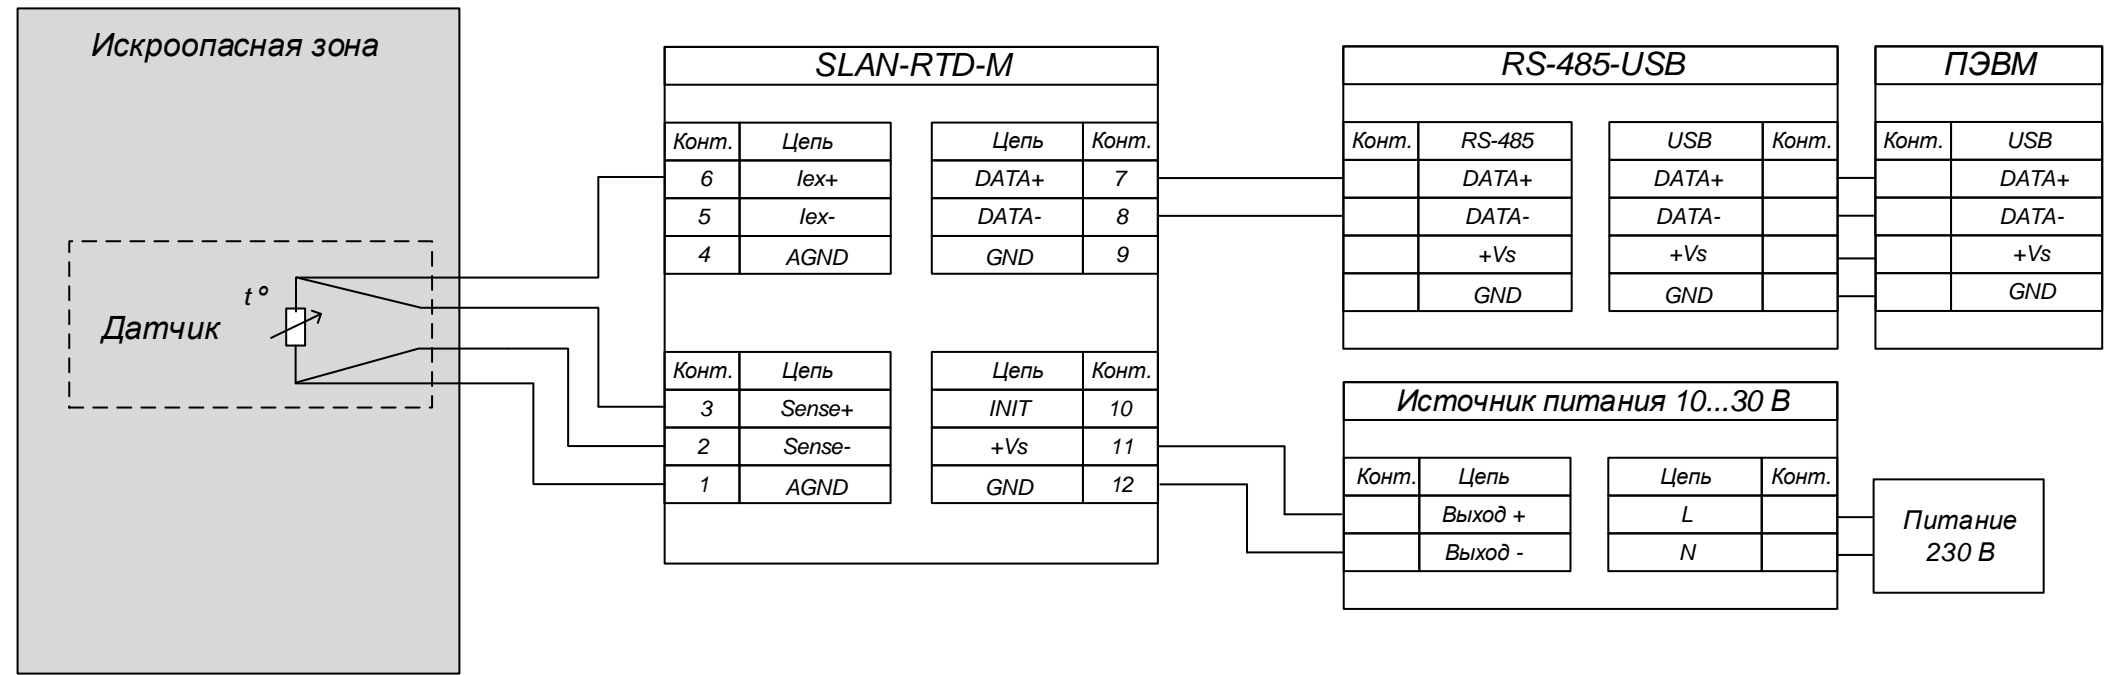 Искроопасная зона
t°
Датчик
SLAN-RTD-M
Конт. Цепь
6 Iex+
5 Iex-
4 AGND
Цепь Конт.
DATA+ 7
DATA- 8
GND 9
Конт. Цепь
3 Sense+
2 Sense-
1 AGND
Цепь Конт.
INIT 10
+Vs 11
GND 12
RS-485-USB
Конт. RS-485
DATA+
DATA-
+Vs
GND
USB Конт.
DATA+
DATA-
+Vs
GND
ПЭВМ
Конт. USB
DATA+
DATA-
+Vs
GND
Источник питания 10...30 В
Конт. Цепь
Выход +
Выход -
Цепь Конт.
L
N
Питание
230 В